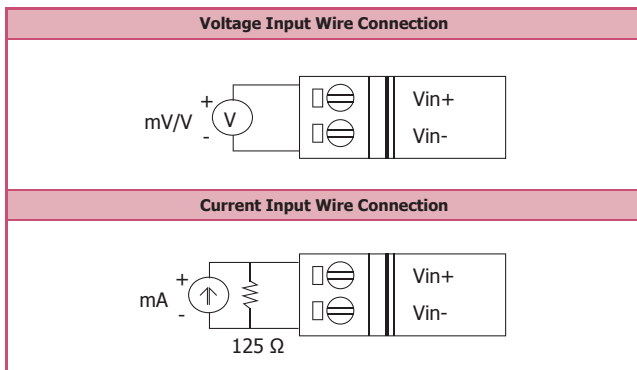 Voltage Input Wire Connection
+
mV/V
V
-
Vin+
Vin-
Current Input Wire Connection
+
mA
-
125 Ω
Vin+
Vin-